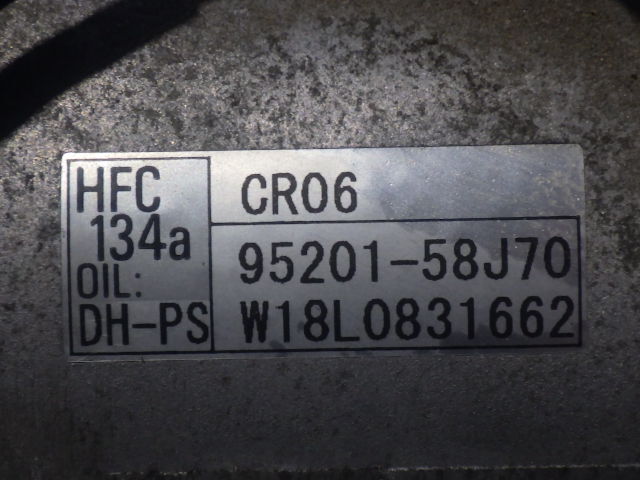 HFC
134a
OIL:
DH-PS
CR06
95201-58J70
W18L0831662